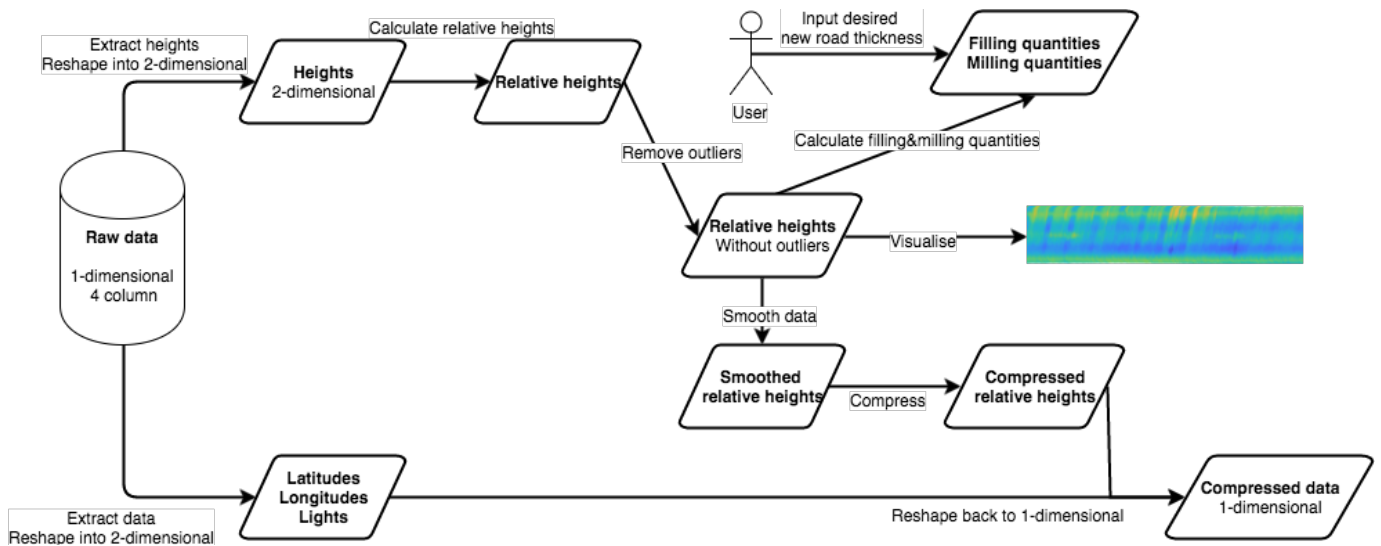 Extract heights
Reshape into 2-dimensional
Heights
2-dimensional
Calculate relative heights
Relative heights
Remove outliers
User
Input desired
new road thickness
Filling quantities
Milling quantities
Calculate filling&milling quantities
Raw data
1-dimensional
4 column
Relative heights
Without outliers
Visualise
Smooth data
Smoothed
relative heights
Compress
Compressed
relative heights
Extract data
Reshape into 2-dimensional
Latitudes
Longitudes
Lights
Reshape back to 1-dimensional
Compressed data
1-dimensional